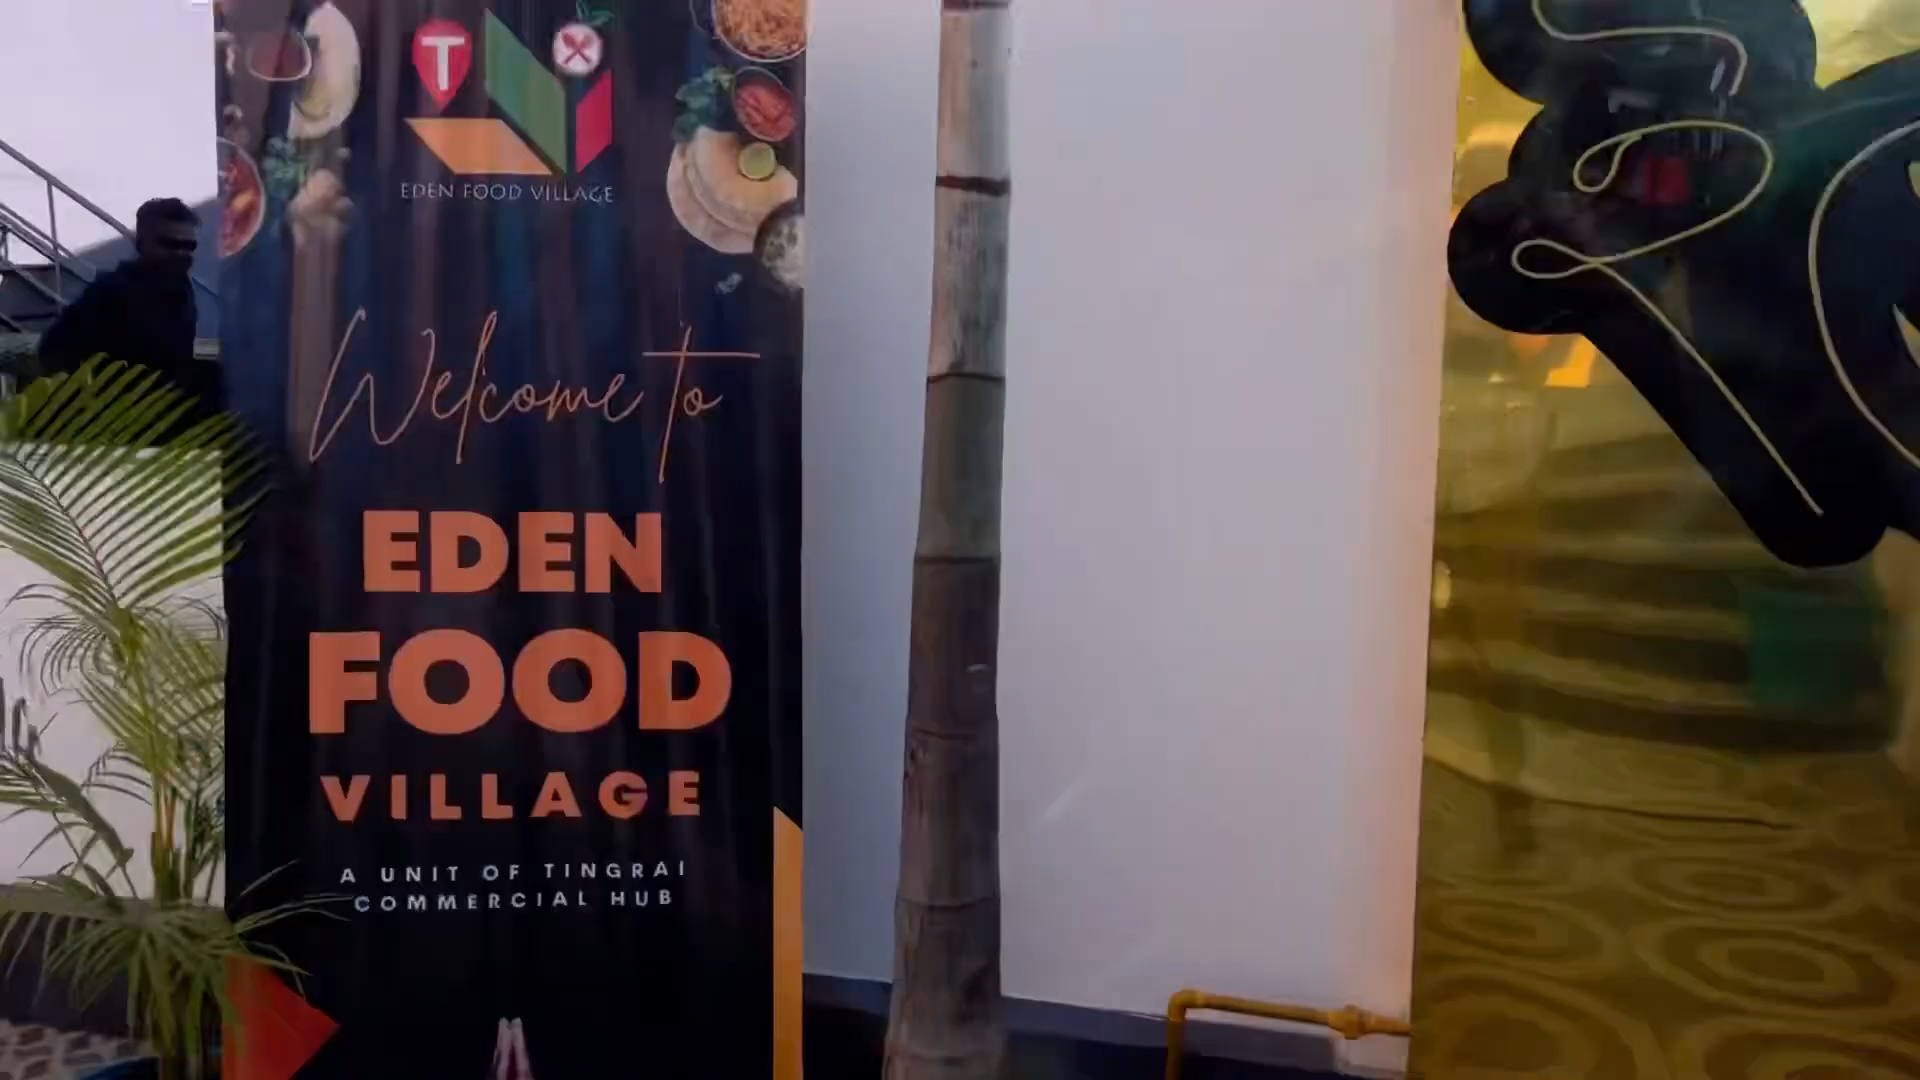 T
EDEN FOOD VILLAGE
Welcome to
EDEN
FOOD
VILLAGE
A UNIT OF TINGRAI
COMMERCIAL HUB